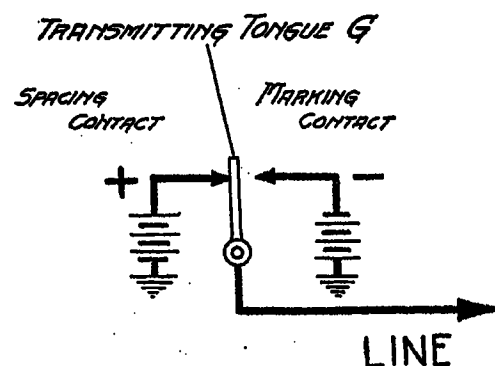 TRANSMITTING TONGUE G
SPACING
CONTACT
MARKING
CONTACT
+
−
LINE